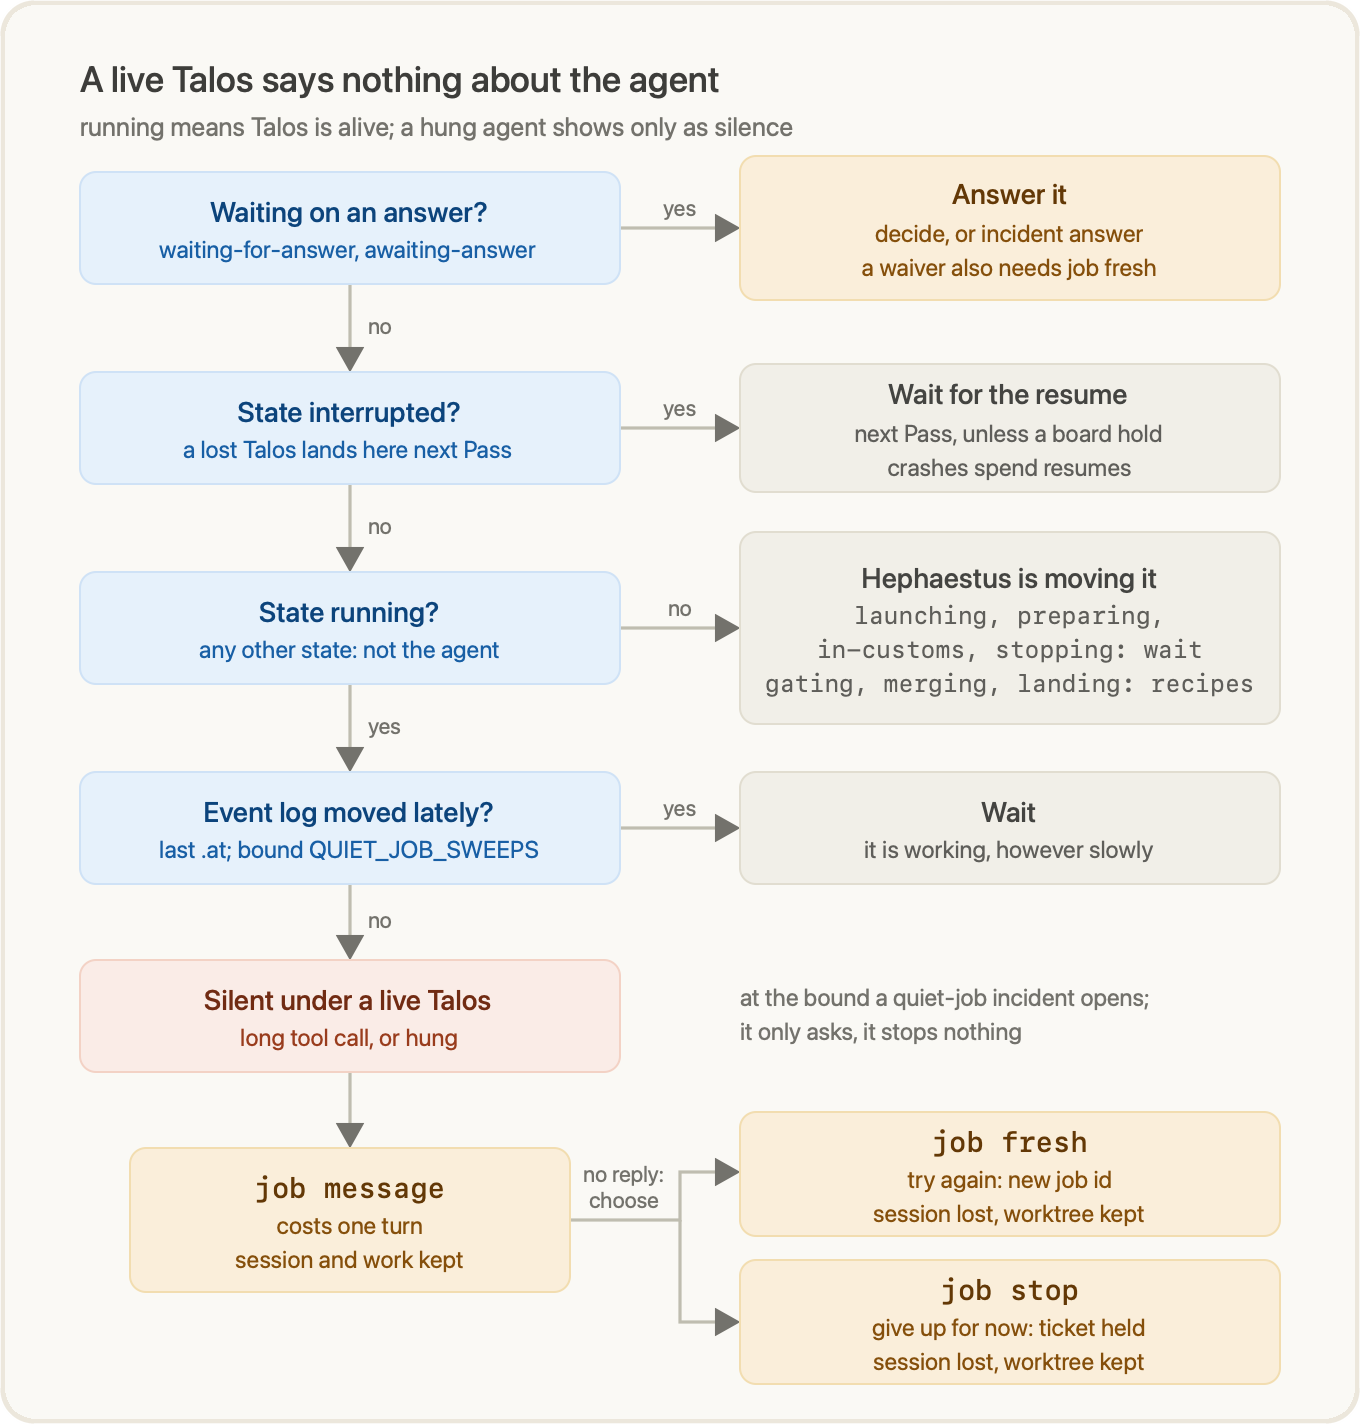 A live Talos says nothing about the agent
running means Talos is alive; a hung agent shows only as silence
Waiting on an answer?
waiting-for-answer, awaiting-answer
yes
Answer it
decide, or incident answer
a waiver also needs job fresh
no
State interrupted?
a lost Talos lands here next Pass
yes
Wait for the resume
next Pass, unless a board hold
crashes spend resumes
no
State running?
any other state: not the agent
no
Hephaestus is moving it
launching, preparing,
in-customs, stopping: wait
gating, merging, landing: recipes
yes
Event log moved lately?
last .at; bound QUIET_JOB_SWEEPS
yes
Wait
it is working, however slowly
no
Silent under a live Talos
long tool call, or hung
at the bound a quiet-job incident opens;
it only asks, it stops nothing
job message
costs one turn
session and work kept
no reply:
choose
job fresh
try again: new job id
session lost, worktree kept
job stop
give up for now: ticket held
session lost, worktree kept